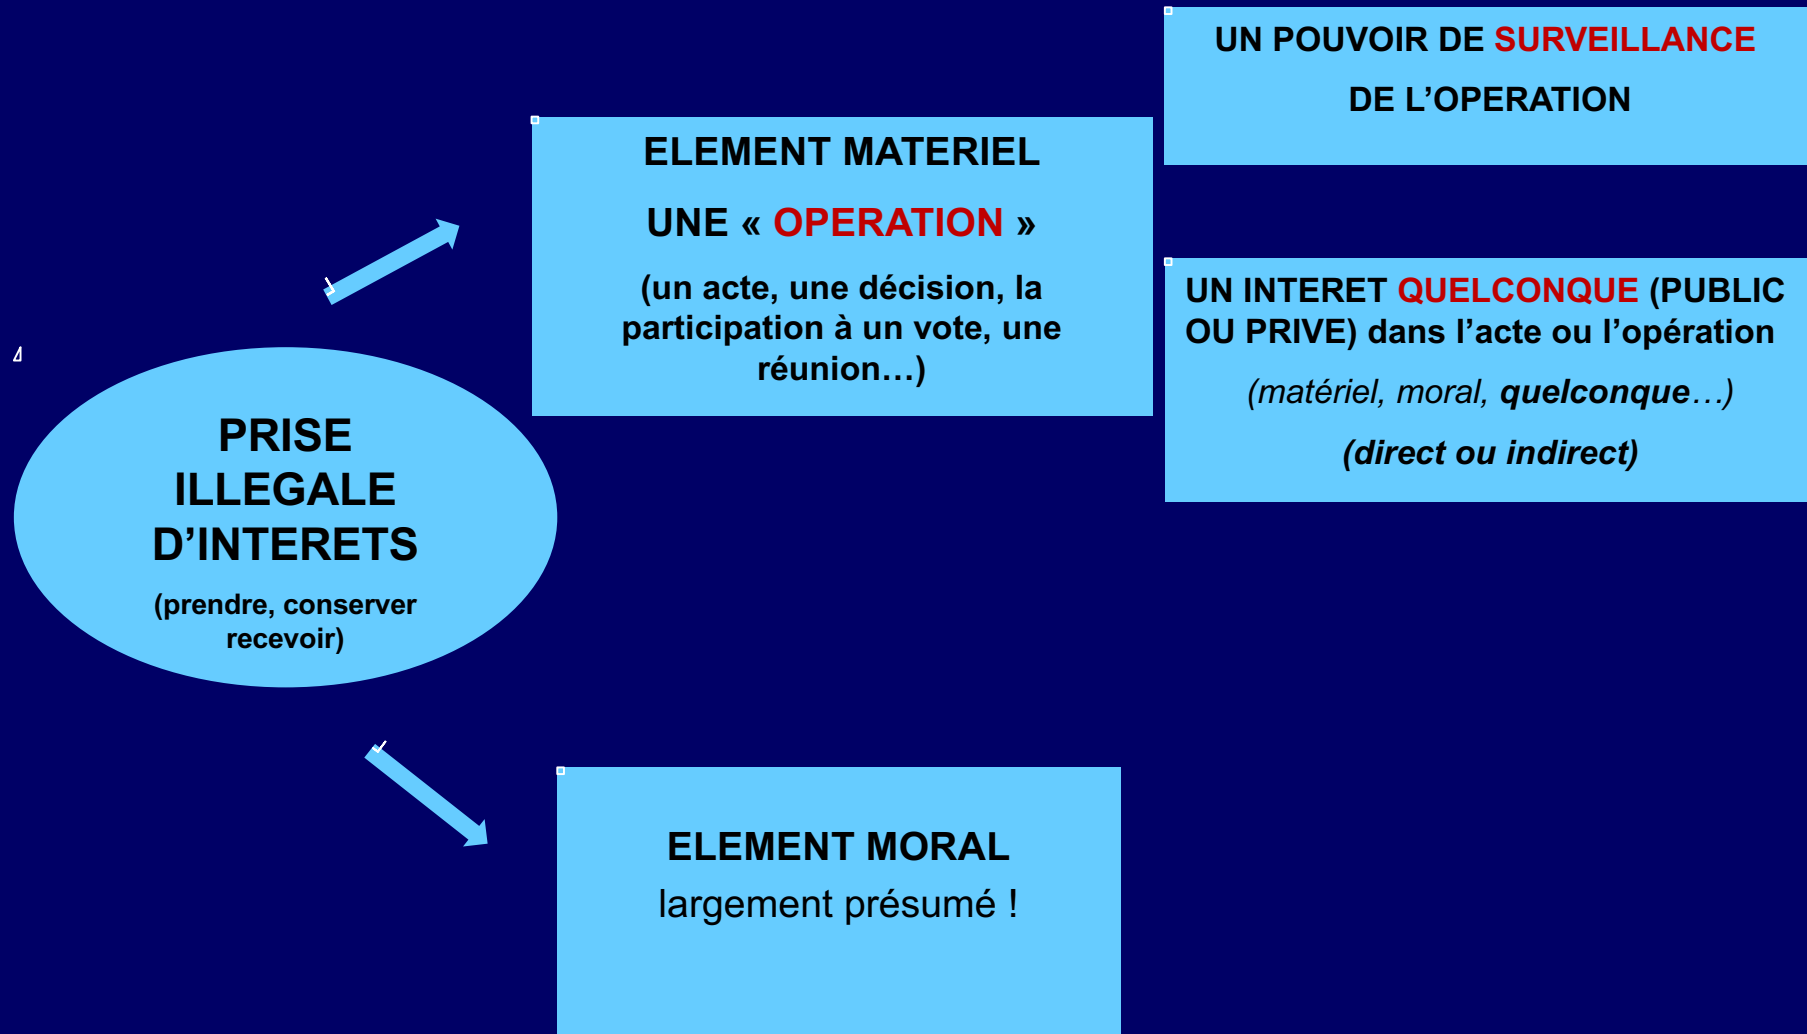 UN POUVOIR DE SURVEILLANCE
DE L’OPERATION
ELEMENT MATERIEL
UNE « OPERATION »
(un acte, une décision, la
participation à un vote, une
réunion…)
UN INTERET QUELCONQUE (PUBLIC
OU PRIVE) dans l’acte ou l’opération
(matériel, moral, quelconque…)
(direct ou indirect)
PRISE
ILLEGALE
D’INTERETS
(prendre, conserver
recevoir)
ELEMENT MORAL
largement présumé !